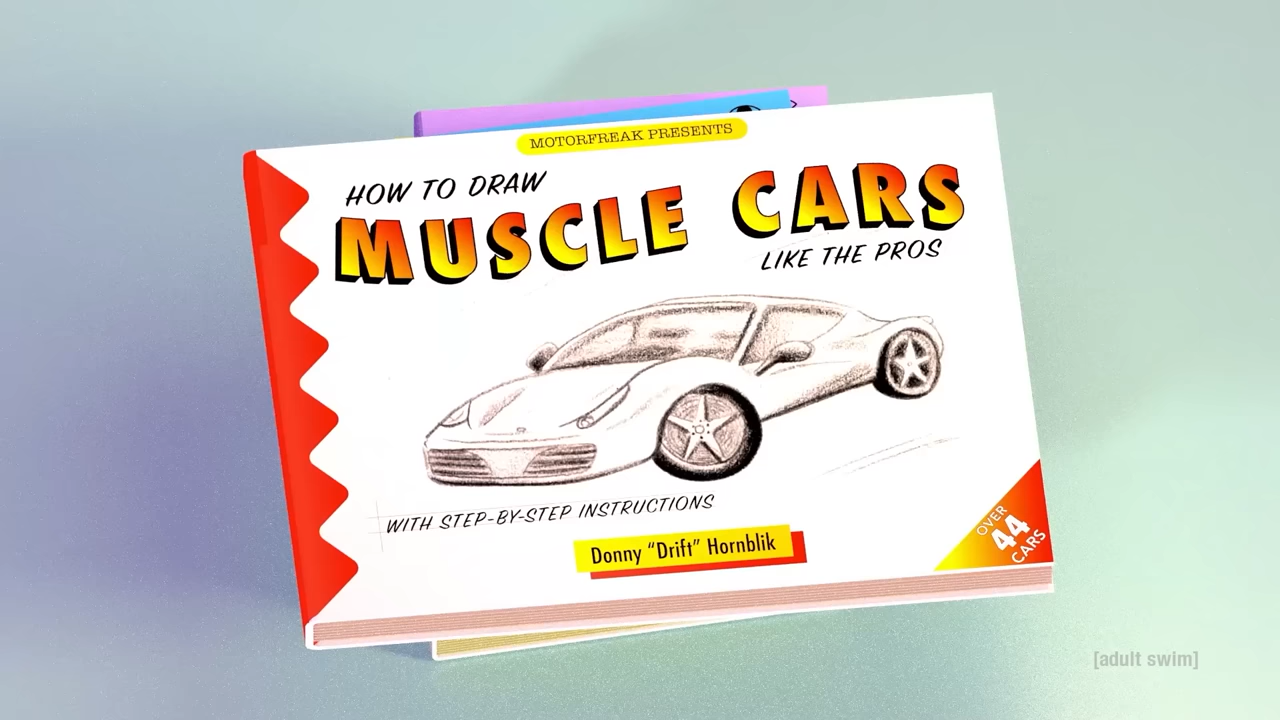 MOTORFREAK PRESENTS
HOW TO DRAW
MUSCLE CARS
LIKE THE PROS
WITH STEP-BY-STEP INSTRUCTIONS
Donny "Drift" Hornblik
OVER
44
CARS
[adult swim]